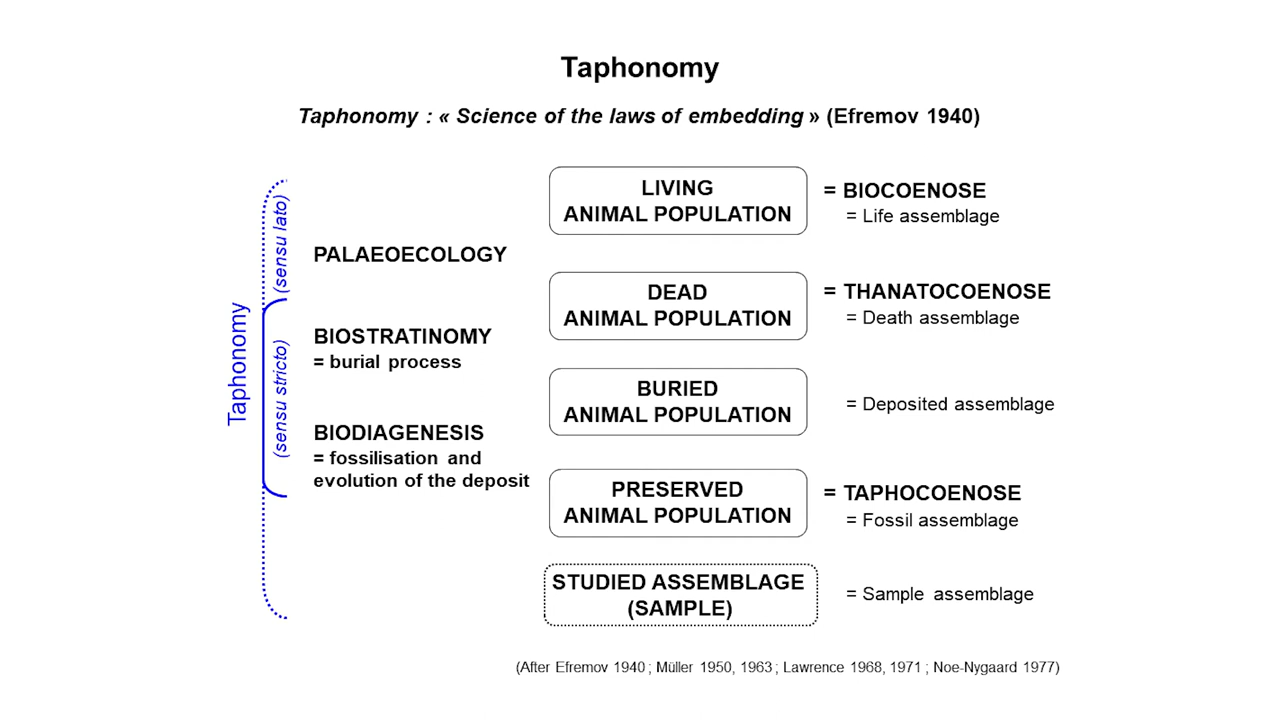 Taphonomy
Taphonomy : « Science of the laws of embedding » (Efremov 1940)
Taphonomy
(sensu lato)
(sensu stricto)
PALAEOECOLOGY
BIOSTRATINOMY
= burial process
BIODIAGENESIS
= fossilisation and
evolution of the deposit
LIVING
ANIMAL POPULATION
= BIOCOENOSE
= Life assemblage
DEAD
ANIMAL POPULATION
= THANATOCOENOSE
= Death assemblage
BURIED
ANIMAL POPULATION
= Deposited assemblage
PRESERVED
ANIMAL POPULATION
= TAPHOCOENOSE
= Fossil assemblage
STUDIED ASSEMBLAGE
(SAMPLE)
= Sample assemblage
(After Efremov 1940 ; Müller 1950, 1963 ; Lawrence 1968, 1971 ; Noe-Nygaard 1977)